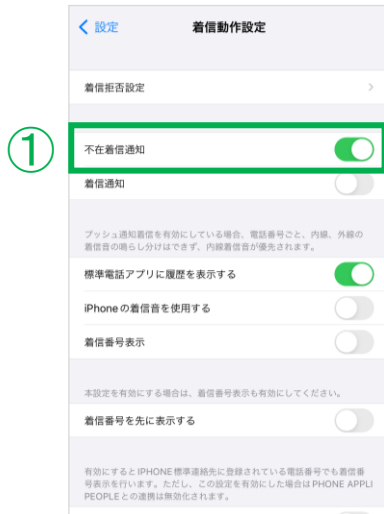 設定
着信動作設定
着信拒否設定
①
不在着信通知
着信通知
プッシュ通知着信を有効にしている場合、電話番号ごと、内線、外線の
着信音の鳴らし分けはできず、内線着信音が優先されます。
標準電話アプリに履歴を表示する
iPhoneの着信音を使用する
着信番号表示
本設定を有効にする場合は、着信番号表示も有効にしてください。
着信番号を先に表示する
有効にするとIPHONE標準連絡先に登録されている電話番号でも着信番
号表示を行います。ただし、この設定を有効にした場合はPHONE APPLI
PEOPLEとの連携は無効化されます。